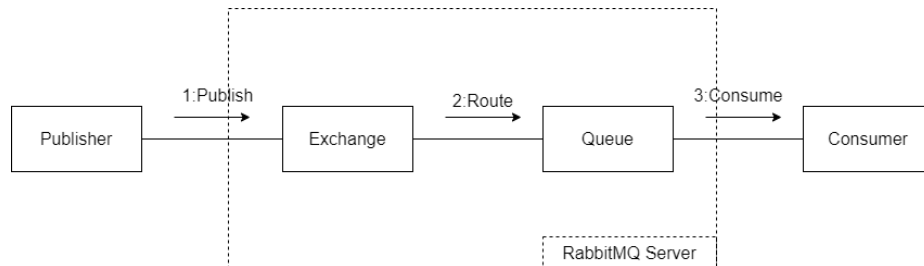 1:Publish
2:Route
3:Consume
Publisher
Exchange
Queue
Consumer
RabbitMQ Server